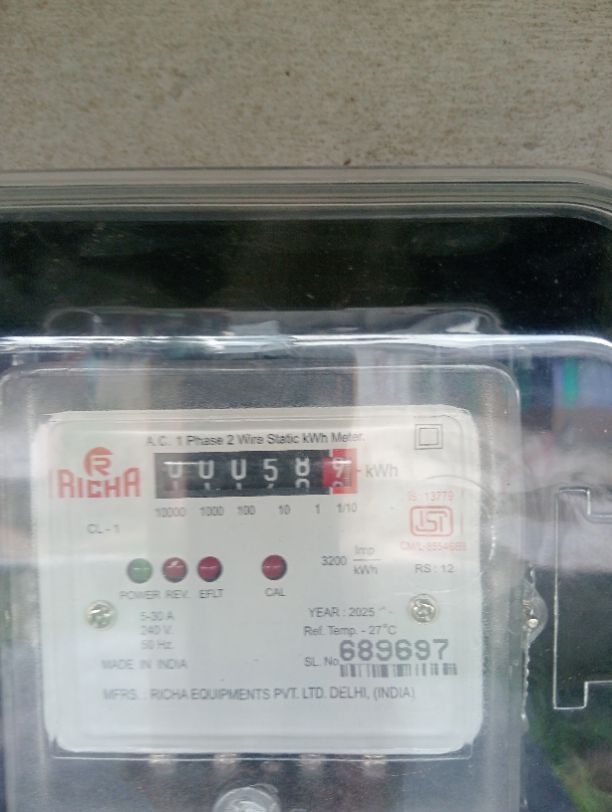 A.C. 1 Phase 2 Wire Static kWh Meter.
R
RICHA
00058
kWh
10000 1000 100 10 1 1/10
CL - 1
IS : 13779
ISI
3200 Imp/kWh
RS : 12
POWER REV. EFLT CAL
5-30 A
240 V.
50 Hz.
YEAR : 2025
Ref. Temp. - 27°C
MADE IN INDIA
SL. No. 689697
MFRS. : RICHA EQUIPMENTS PVT. LTD. DELHI, (INDIA)